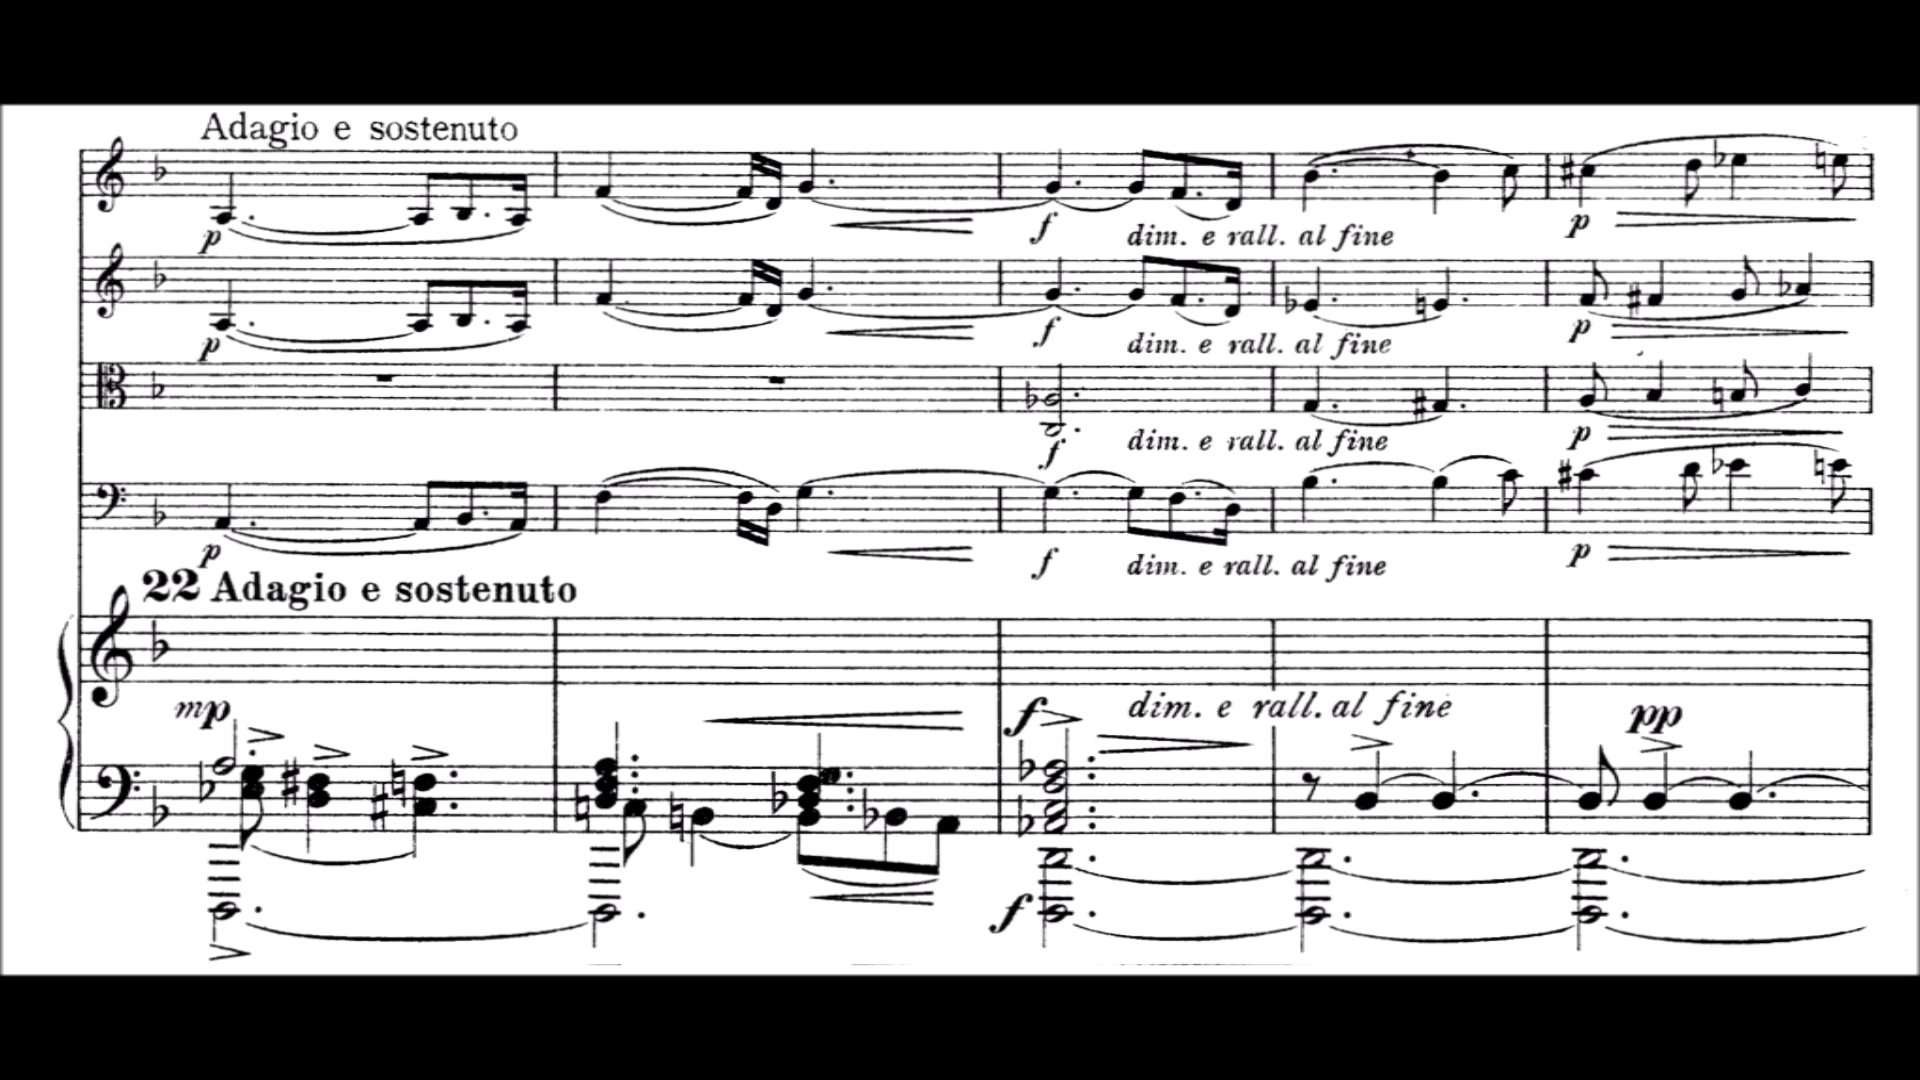 Adagio e sostenuto
p
f
dim. e rall. al fine
p
p
f
dim. e rall. al fine
p
f
dim. e rall. al fine
p
p
f
dim. e rall. al fine
p
22 Adagio e sostenuto
mp
f
dim. e rall. al fine
pp
f